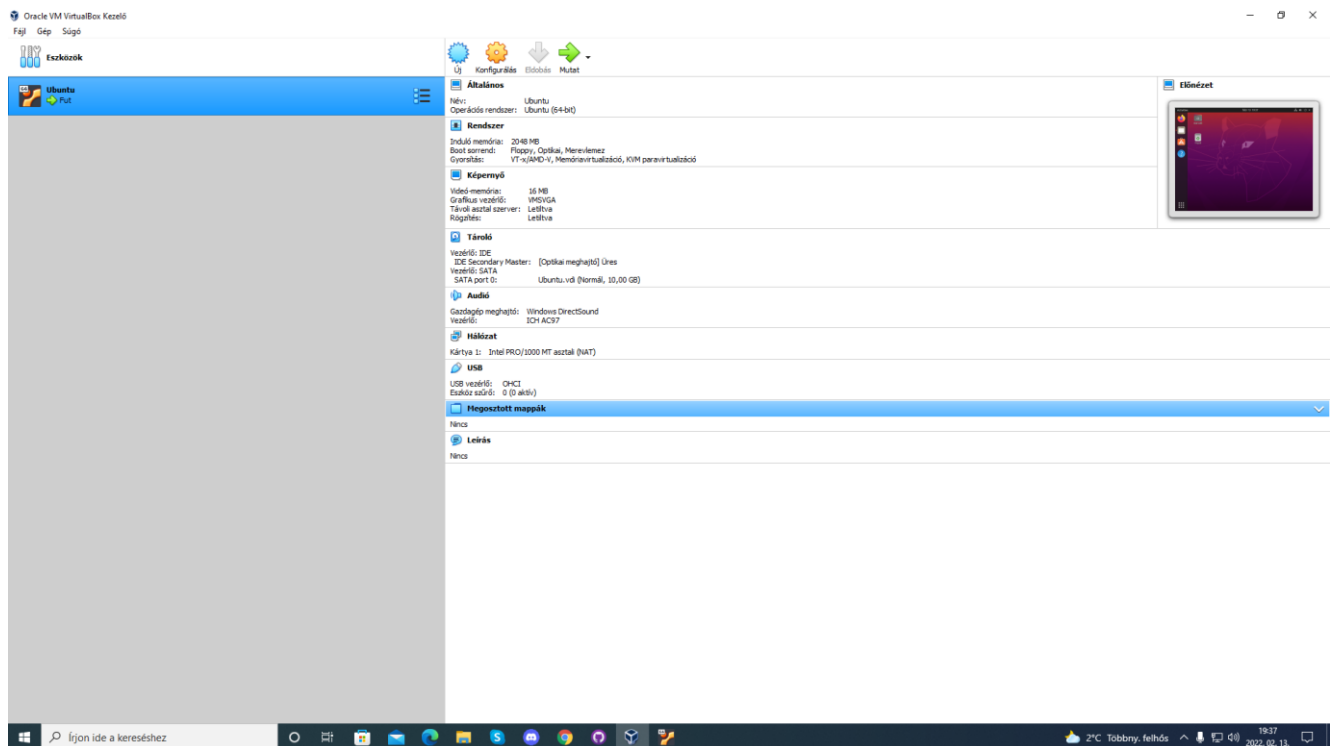 Oracle VM VirtualBox Kezelő
Fájl Gép Súgó
Eszközök
Új Konfigurálás Eldobás Mutat
Ubuntu
Fut
Általános
Név: Ubuntu
Operációs rendszer: Ubuntu (64-bit)
Előnézet
Rendszer
Induló memória: 2048 MB
Boot sorrend: Floppy, Optikai, Merevlemez
Gyorsítás: VT-x/AMD-V, Memóriavirtualizáció, KVM paravirtualizáció
Képernyő
Videó-memória: 16 MB
Grafikus vezérlő: VMSVGA
Távoli asztal szerver: Letiltva
Rögzítés: Letiltva
Tároló
Vezérlő: IDE
IDE Secondary Master: [Optikai meghajtó] Üres
Vezérlő: SATA
SATA port 0: Ubuntu.vdi (Normál, 10,00 GB)
Audió
Gazdagép meghajtó: Windows DirectSound
Vezérlő: ICH AC97
Hálózat
Kártya 1: Intel PRO/1000 MT asztali (NAT)
USB
USB vezérlő: OHCI
Eszköz szűrő: 0 (0 aktív)
Megosztott mappák
Nincs
Leírás
Nincs
Írjon ide a kereséshez
2°C Többny. felhős
19:37
2022. 02. 13.